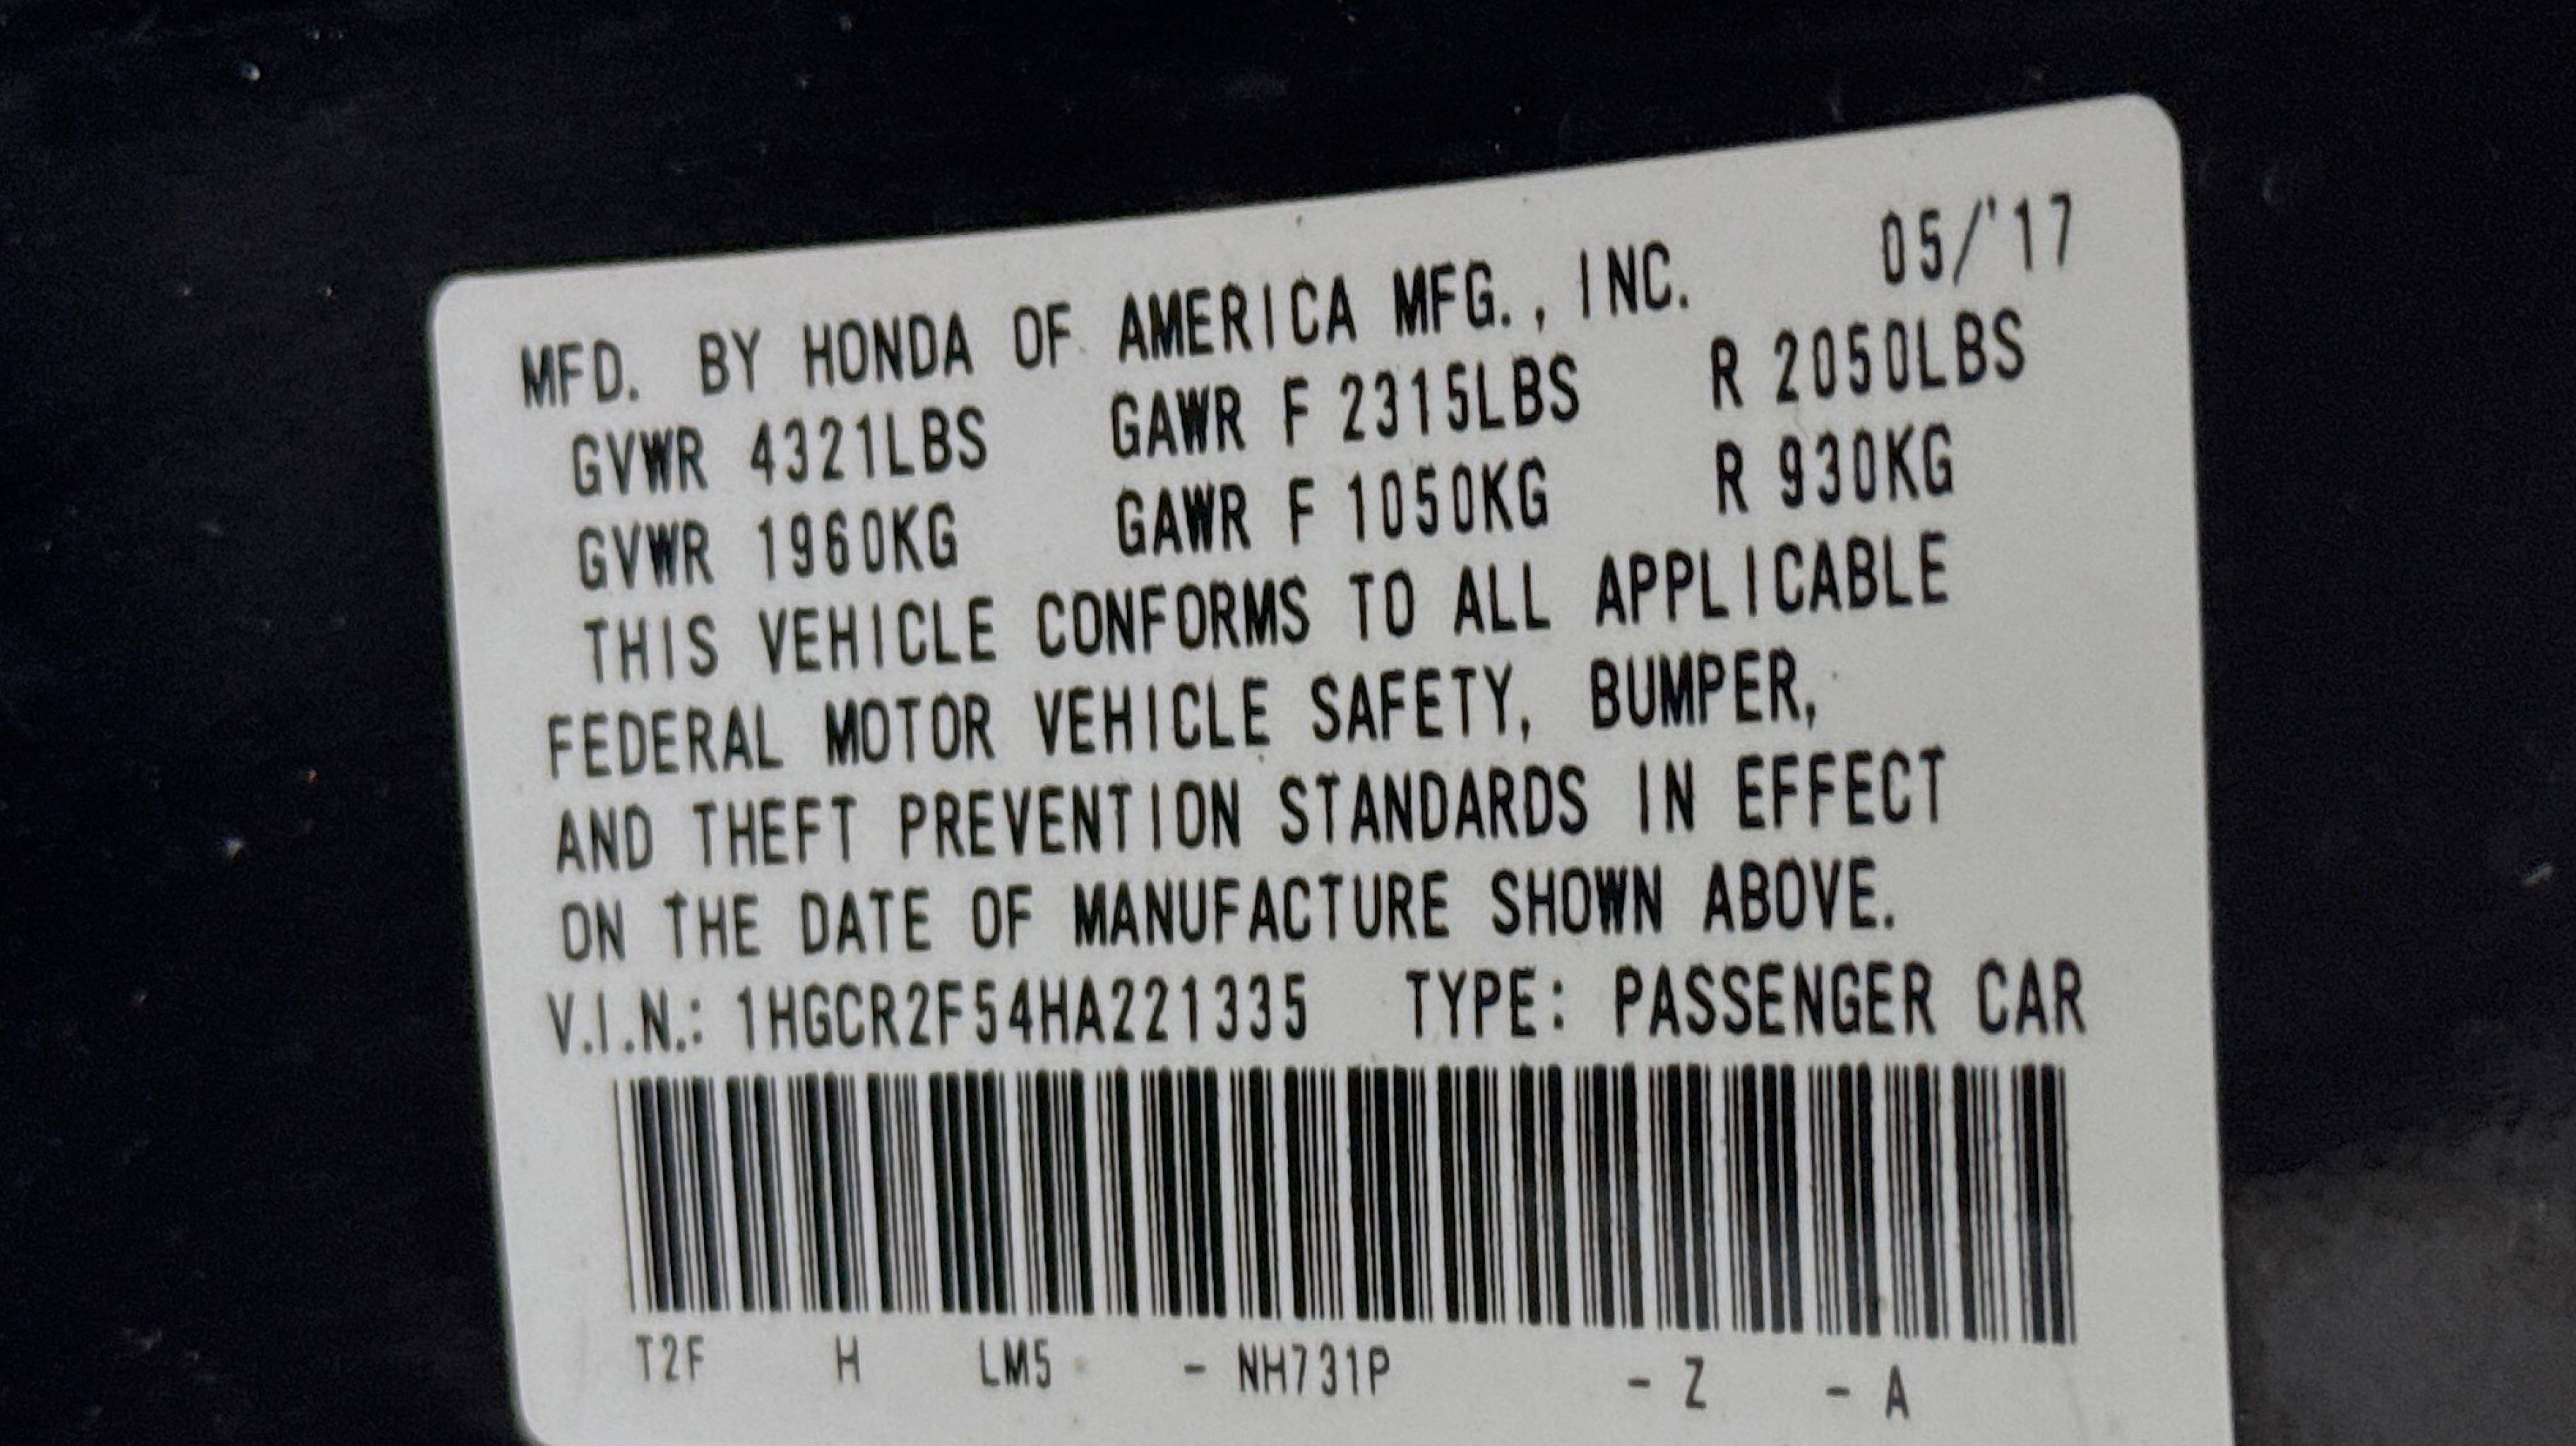 MFD. BY HONDA OF AMERICA MFG., INC. 05/'17
GVWR 4321LBS GAWR F 2315LBS R 2050LBS
GVWR 1960KG GAWR F 1050KG R 930KG
THIS VEHICLE CONFORMS TO ALL APPLICABLE
FEDERAL MOTOR VEHICLE SAFETY, BUMPER,
AND THEFT PREVENTION STANDARDS IN EFFECT
ON THE DATE OF MANUFACTURE SHOWN ABOVE.
V.I.N.: 1HGCR2F54HA221335 TYPE: PASSENGER CAR
T2F H LM5 - NH731P - Z - A